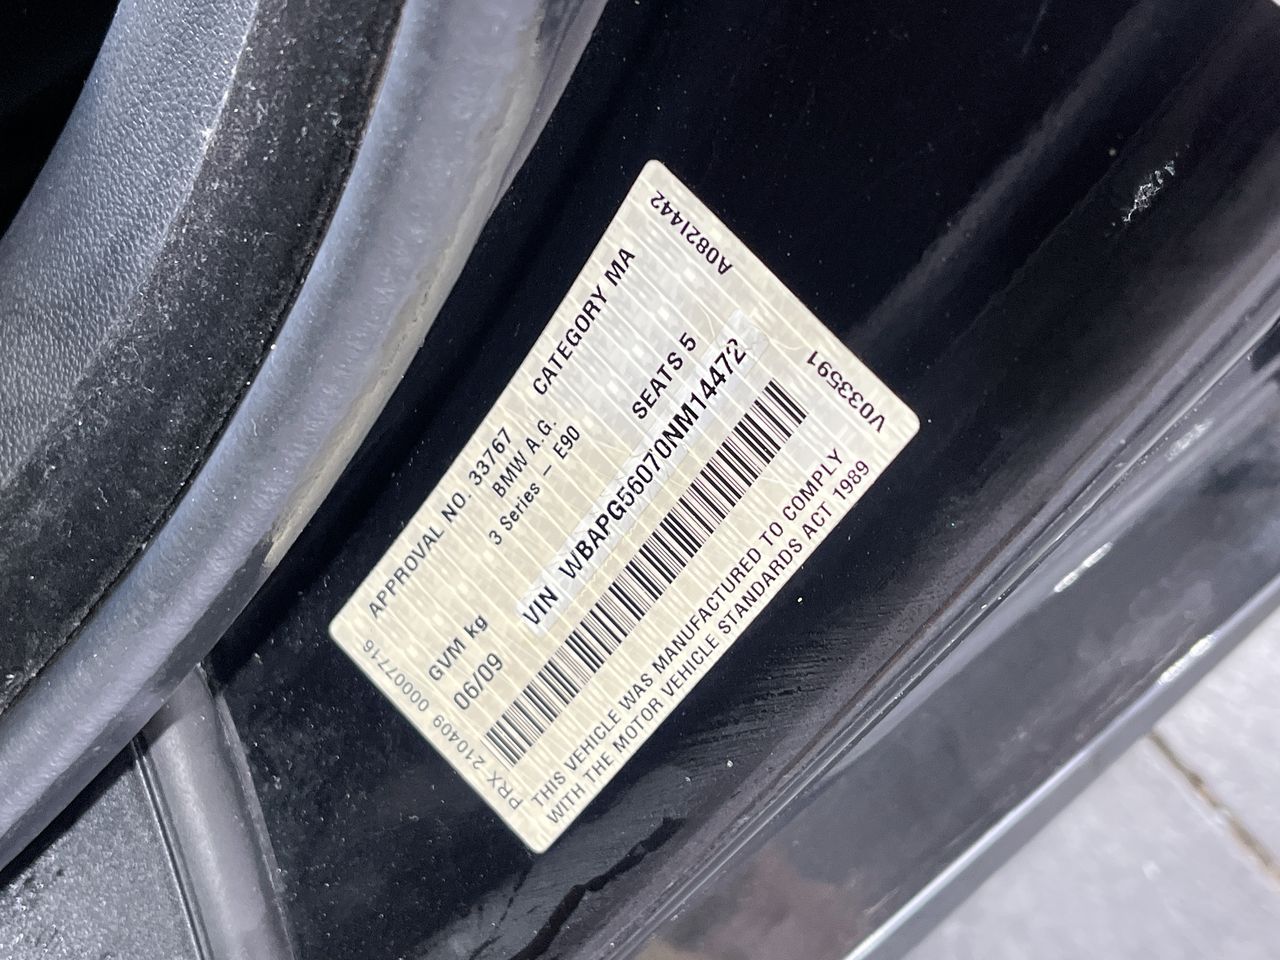 APPROVAL NO. 33767 CATEGORY MA
BMW A.G.
3 Series - E90
GVM kg SEATS 5
06/09
VIN WBAPG56070NM14472
THIS VEHICLE WAS MANUFACTURED TO COMPLY
WITH THE MOTOR VEHICLE STANDARDS ACT 1989
PRX 210409 00007716
A0821442
V033591